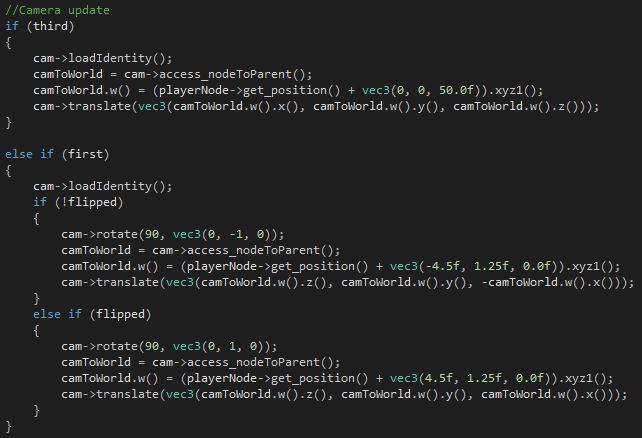 //Camera update
if (third)
{
    cam->loadIdentity();
    camToWorld = cam->access_nodeToParent();
    camToWorld.w() = (playerNode->get_position() + vec3(0, 0, 50.0f)).xyz1();
    cam->translate(vec3(camToWorld.w().x(), camToWorld.w().y(), camToWorld.w().z()));
}

else if (first)
{
    cam->loadIdentity();
    if (!flipped)
    {
        cam->rotate(90, vec3(0, -1, 0));
        camToWorld = cam->access_nodeToParent();
        camToWorld.w() = (playerNode->get_position() + vec3(-4.5f, 1.25f, 0.0f)).xyz1();
        cam->translate(vec3(camToWorld.w().z(), camToWorld.w().y(), -camToWorld.w().x()));
    }
    else if (flipped)
    {
        cam->rotate(90, vec3(0, 1, 0));
        camToWorld = cam->access_nodeToParent();
        camToWorld.w() = (playerNode->get_position() + vec3(4.5f, 1.25f, 0.0f)).xyz1();
        cam->translate(vec3(camToWorld.w().z(), camToWorld.w().y(), camToWorld.w().x()));
    }
}